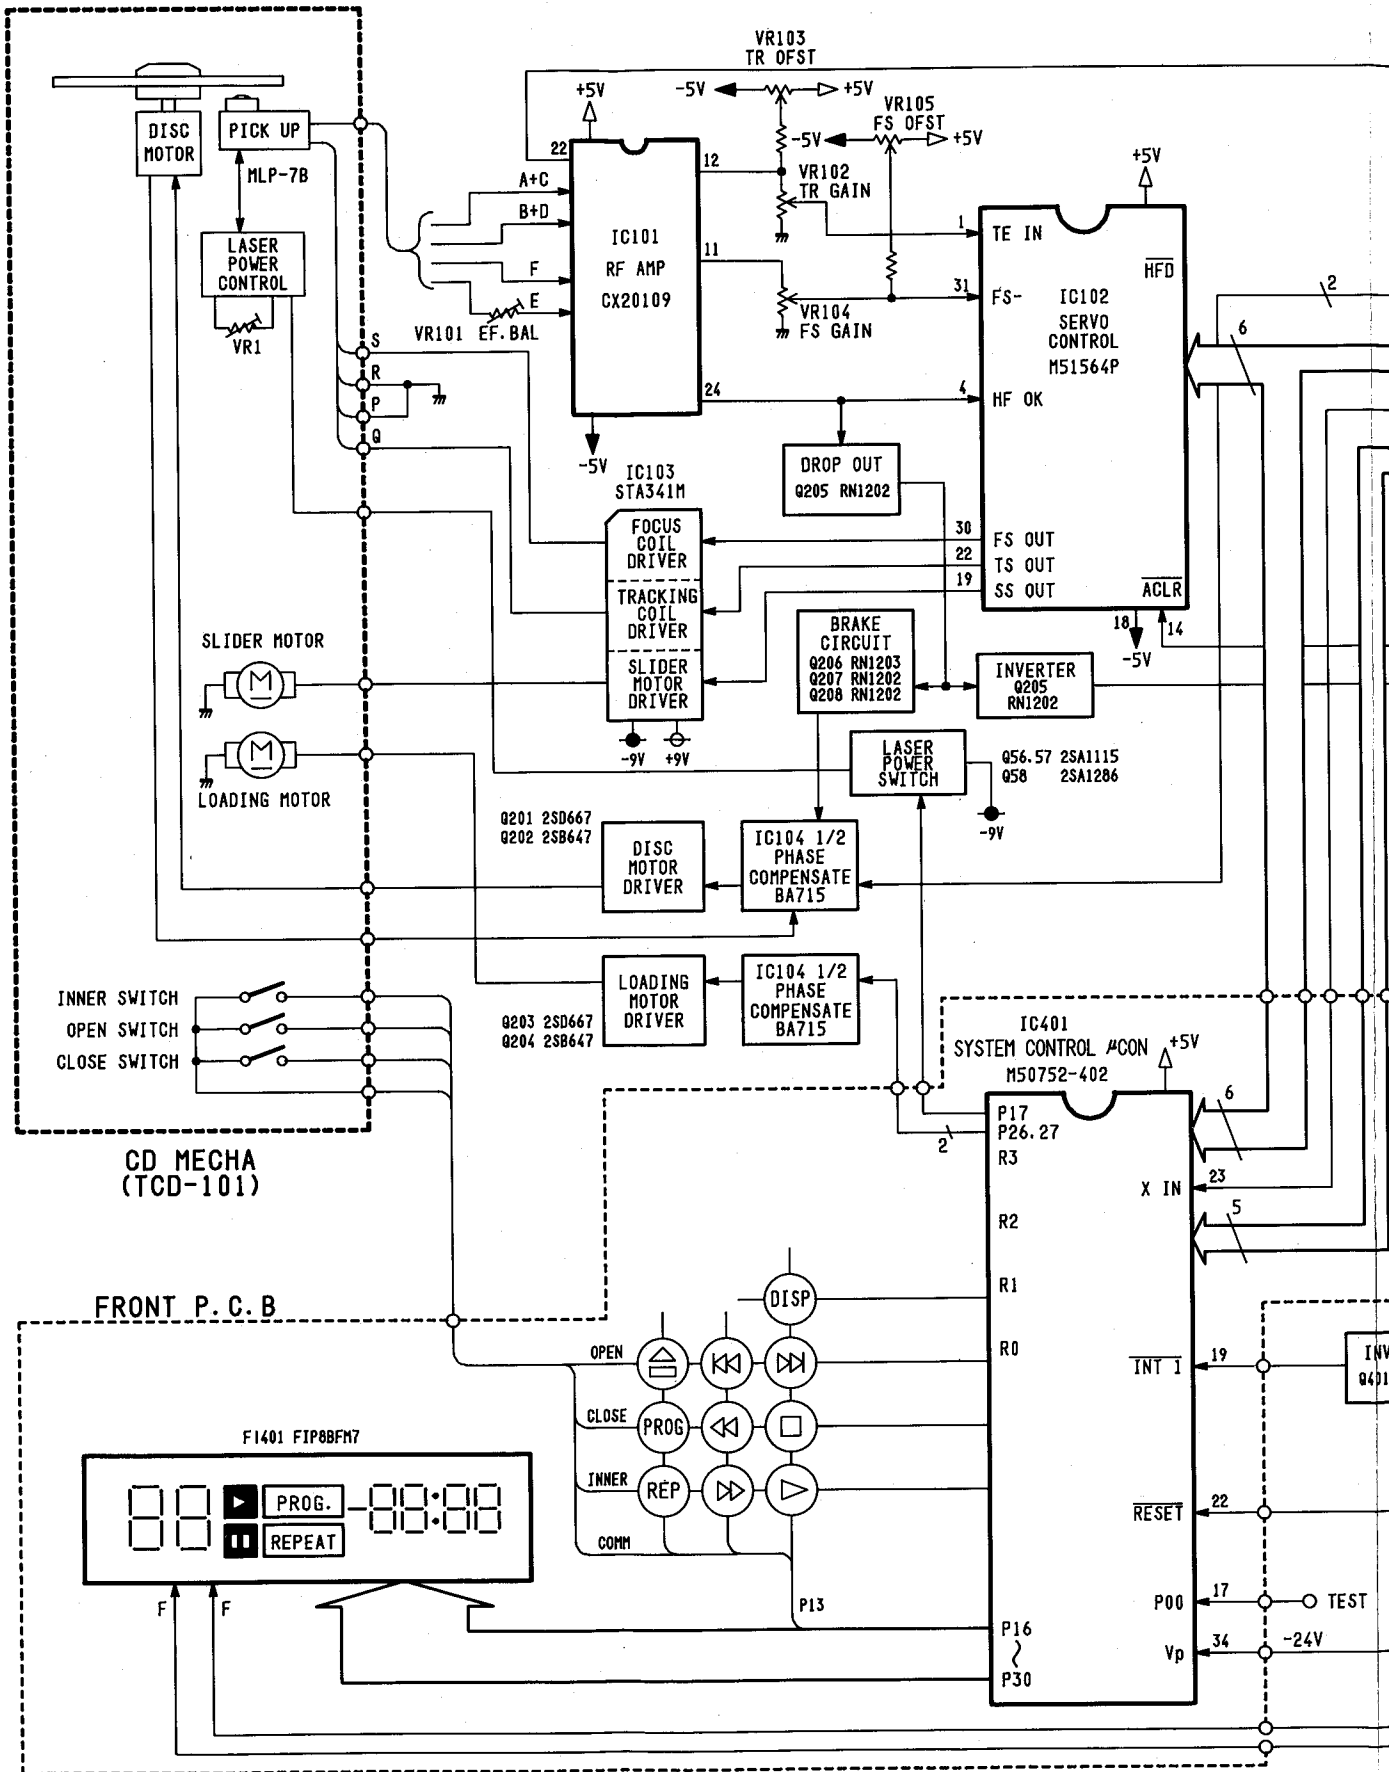 VR103
TR OFST
-5V
+5V
+5V
VR105
FS OFST
-5V
+5V
+5V
DISC
MOTOR
PICK UP
MLP-7B
22
12
A+C
B+D
F
E
IC101
RF AMP
CX20109
11
24
VR102
TR GAIN
VR104
FS GAIN
VR101 EF.BAL
-5V
LASER
POWER
CONTROL
VR1
S
R
P
Q
1
TE IN
31
FS-
4
HF OK
HFD
IC102
SERVO
CONTROL
M51564P
2
6
DROP OUT
Q205 RN1202
IC103
STA341M
FOCUS
COIL
DRIVER
TRACKING
COIL
DRIVER
SLIDER
MOTOR
DRIVER
-9V
+9V
30
FS OUT
22
TS OUT
19
SS OUT
ACLR
18
-5V
14
BRAKE
CIRCUIT
Q206 RN1203
Q207 RN1202
Q208 RN1202
INVERTER
Q205
RN1202
SLIDER MOTOR
M
M
LOADING MOTOR
LASER
POWER
SWITCH
Q56.57 2SA1115
Q58 2SA1286
-9V
Q201 2SD667
Q202 2SB647
DISC
MOTOR
DRIVER
IC104 1/2
PHASE
COMPENSATE
BA715
INNER SWITCH
OPEN SWITCH
CLOSE SWITCH
Q203 2SD667
Q204 2SB647
LOADING
MOTOR
DRIVER
IC104 1/2
PHASE
COMPENSATE
BA715
CD MECHA
(TCD-101)
IC401
SYSTEM CONTROL μCON
M50752-402
+5V
P17
P26.27
2
R3
R2
R1
R0
6
X IN
23
5
INT 1
19
INV
Q401
RESET
22
P00
17
TEST
Vp
34
-24V
P16
P30
P13
FRONT P.C.B
DISP
OPEN
CLOSE
PROG
INNER
REP
COMM
FI401 FIP8BFM7
88
PROG.
REPEAT
-88:88
F
F